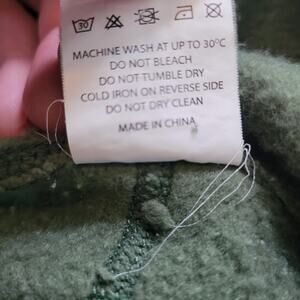 30
MACHINE WASH AT UP TO 30°C
DO NOT BLEACH
DO NOT TUMBLE DRY
COLD IRON ON REVERSE SIDE
DO NOT DRY CLEAN
MADE IN CHINA